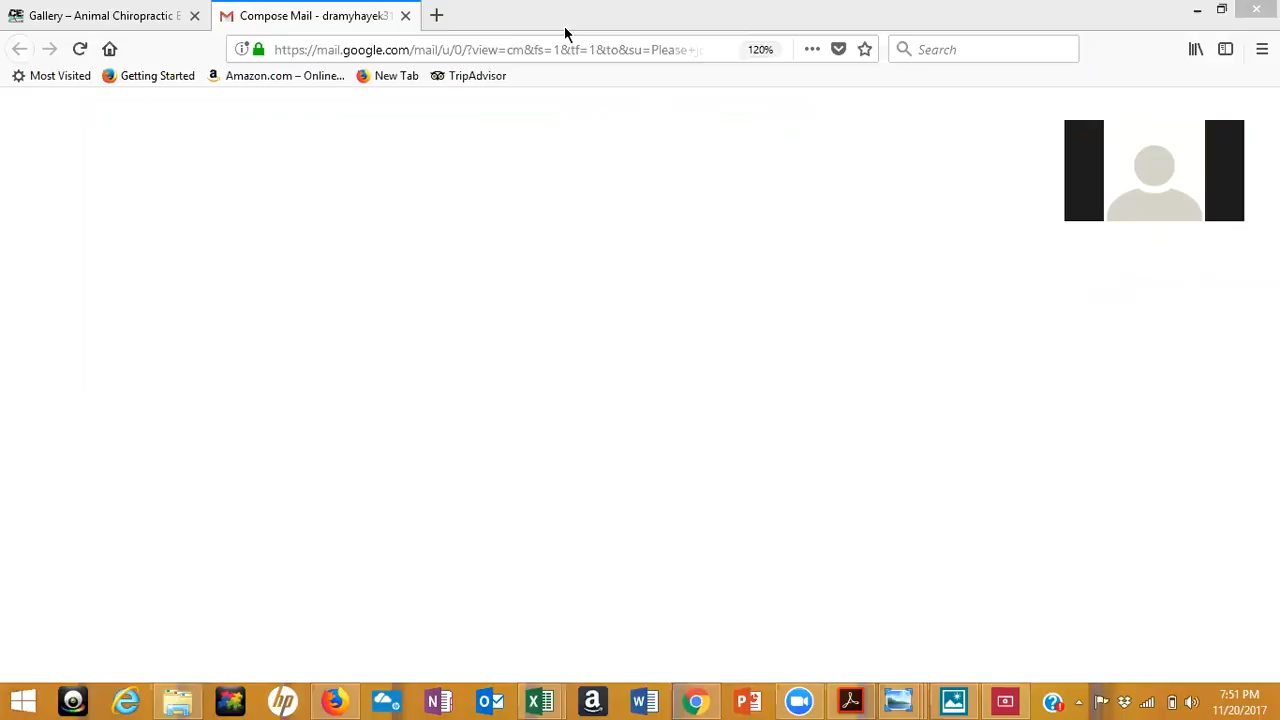 Gallery – Animal Chiropractic E
Compose Mail - dramyhayek31
https://mail.google.com/mail/u/0/?view=cm&fs=1&tf=1&to&su=Please+jo
120%
Search
Most Visited
Getting Started
Amazon.com – Online...
New Tab
TripAdvisor
7:51 PM
11/20/2017